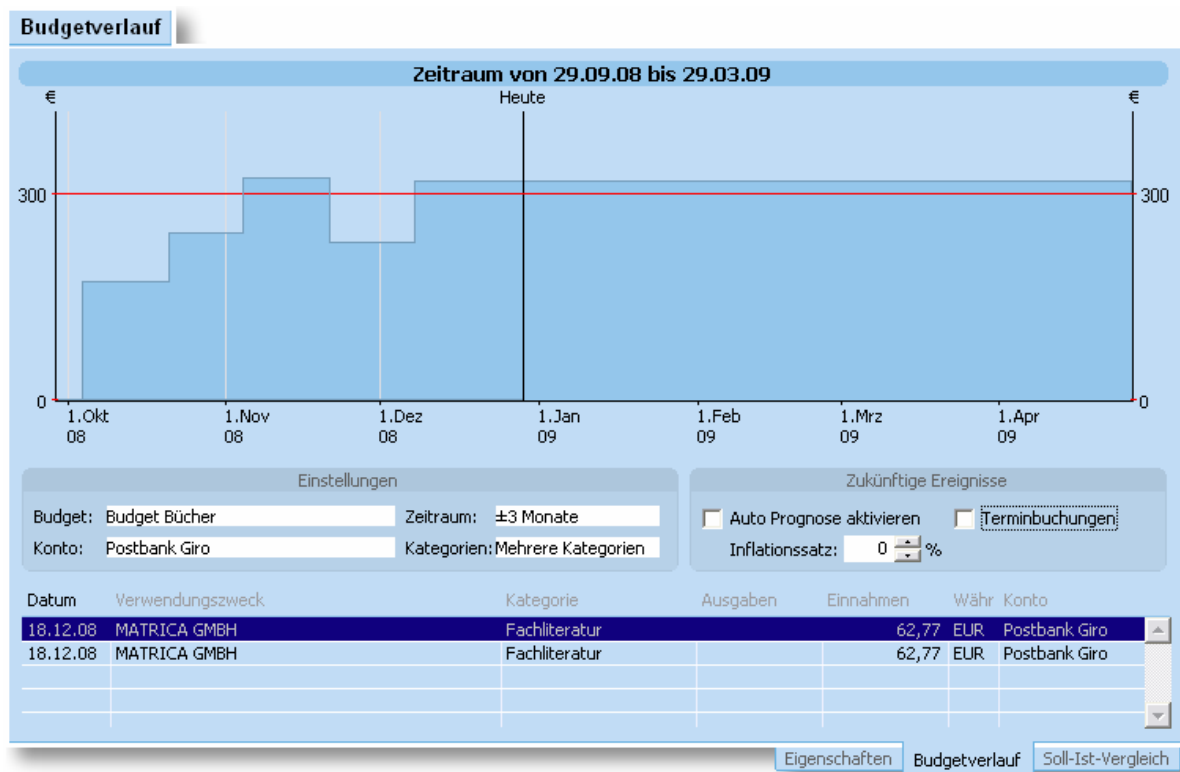 Budgetverlauf
Zeitraum von 29.09.08 bis 29.03.09
€ Heute €
300 300
0 0
1.Okt 1.Nov 1.Dez 1.Jan 1.Feb 1.Mrz 1.Apr
08 08 08 09 09 09 09
Einstellungen Zukünftige Ereignisse
Budget: Budget Bücher Zeitraum: ±3 Monate Auto Prognose aktivieren Terminbuchungen
Konto: Postbank Giro Kategorien: Mehrere Kategorien Inflationssatz: 0 %
Datum Verwendungszweck Kategorie Ausgaben Einnahmen Währ Konto
18.12.08 MATRICA GMBH Fachliteratur 62,77 EUR Postbank Giro
18.12.08 MATRICA GMBH Fachliteratur 62,77 EUR Postbank Giro
Eigenschaften Budgetverlauf Soll-Ist-Vergleich